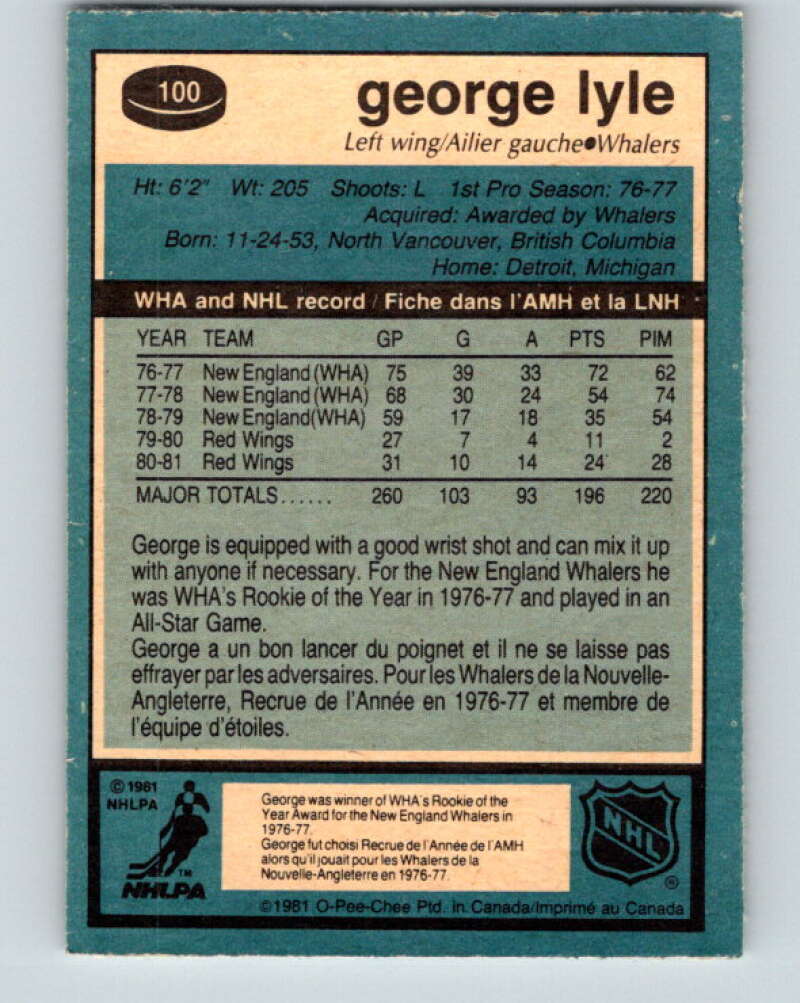 100
george lyle
Left wing/Ailier gauche●Whalers
Ht: 6'2" Wt: 205 Shoots: L 1st Pro Season: 76-77
Acquired: Awarded by Whalers
Born: 11-24-53, North Vancouver, British Columbia
Home: Detroit, Michigan
WHA and NHL record / Fiche dans l'AMH et la LNH
YEAR TEAM GP G A PTS PIM
76-77 New England (WHA) 75 39 33 72 62
77-78 New England (WHA) 68 30 24 54 74
78-79 New England(WHA) 59 17 18 35 54
79-80 Red Wings 27 7 4 11 2
80-81 Red Wings 31 10 14 24 28
MAJOR TOTALS...... 260 103 93 196 220
George is equipped with a good wrist shot and can mix it up
with anyone if necessary. For the New England Whalers he
was WHA's Rookie of the Year in 1976-77 and played in an
All-Star Game.
George a un bon lancer du poignet et il ne se laisse pas
effrayer par les adversaires. Pour les Whalers de la Nouvelle-
Angleterre, Recrue de l'Année en 1976-77 et membre de
l'équipe d'étoiles.
© 1981
NHLPA
TM
NHLPA
George was winner of WHA's Rookie of the
Year Award for the New England Whalers in
1976-77.
George fut choisi Recrue de l'Année de l'AMH
alors qu'il jouait pour les Whalers de la
Nouvelle-Angleterre en 1976-77.
NHL
®
©1981 O-Pee-Chee Ptd. in Canada/Imprimé au Canada